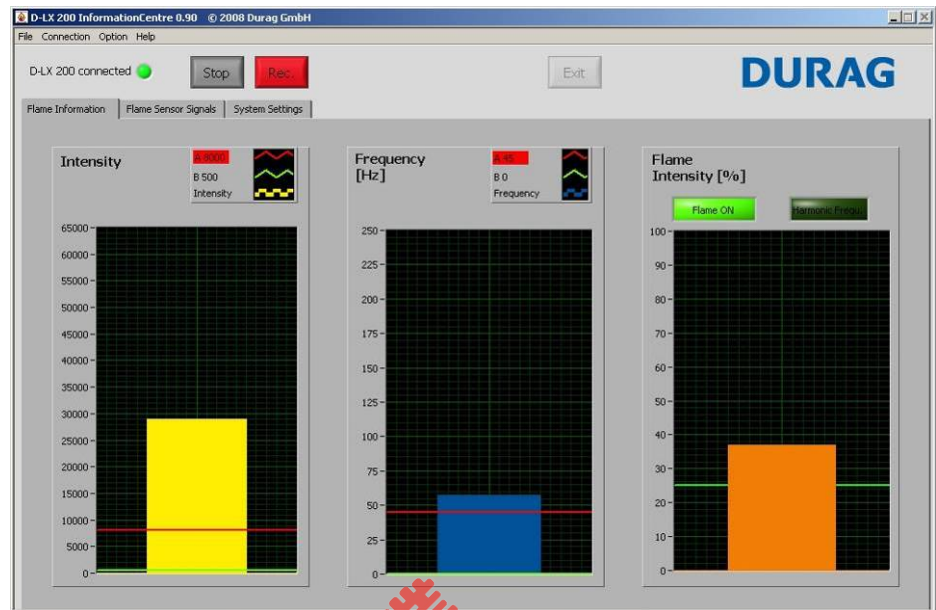 D-LX 200 InformationCentre 0.90 © 2008 Durag GmbH
File Connection Option Help
D-LX 200 connected
Stop
Rec.
Exit
DURAG
Flame Information
Flame Sensor Signals
System Settings
Intensity
A 8000
B 500
Intensity
65000
60000
55000
50000
45000
40000
35000
30000
25000
20000
15000
10000
5000
0
Frequency
[Hz]
A 45
B 0
Frequency
250
225
200
175
150
125
100
75
50
25
0
Flame
Intensity [%]
Flame ON
Harmonic Frequ.
100
90
80
70
60
50
40
30
20
10
0